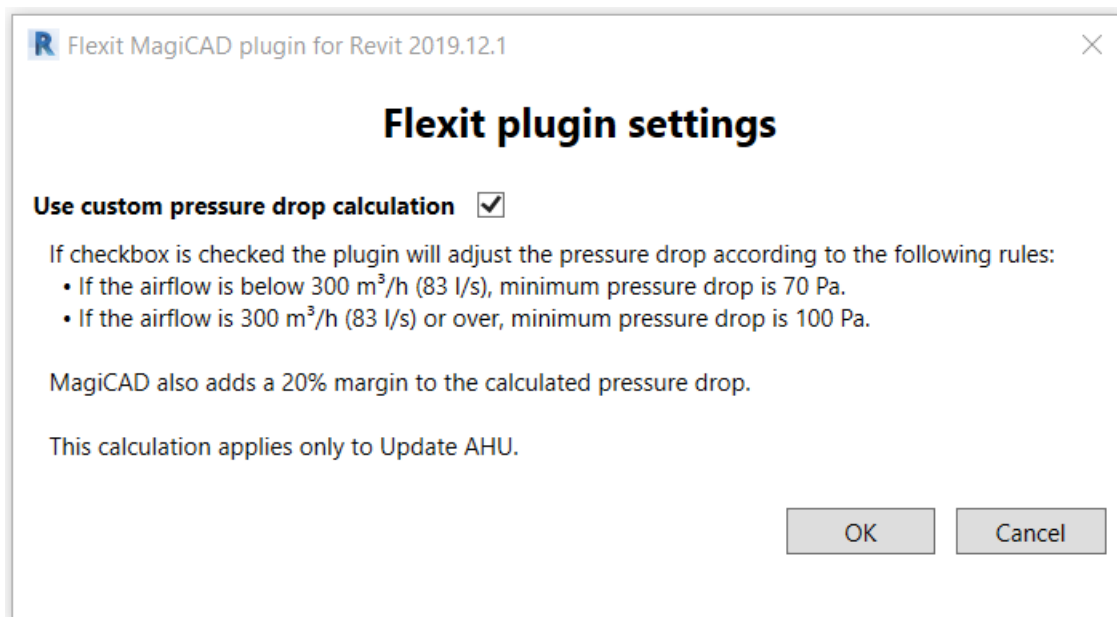 R Flexit MagiCAD plugin for Revit 2019.12.1
Flexit plugin settings
Use custom pressure drop calculation
If checkbox is checked the plugin will adjust the pressure drop according to the following rules:
• If the airflow is below 300 m³/h (83 l/s), minimum pressure drop is 70 Pa.
• If the airflow is 300 m³/h (83 l/s) or over, minimum pressure drop is 100 Pa.
MagiCAD also adds a 20% margin to the calculated pressure drop.
This calculation applies only to Update AHU.
OK Cancel